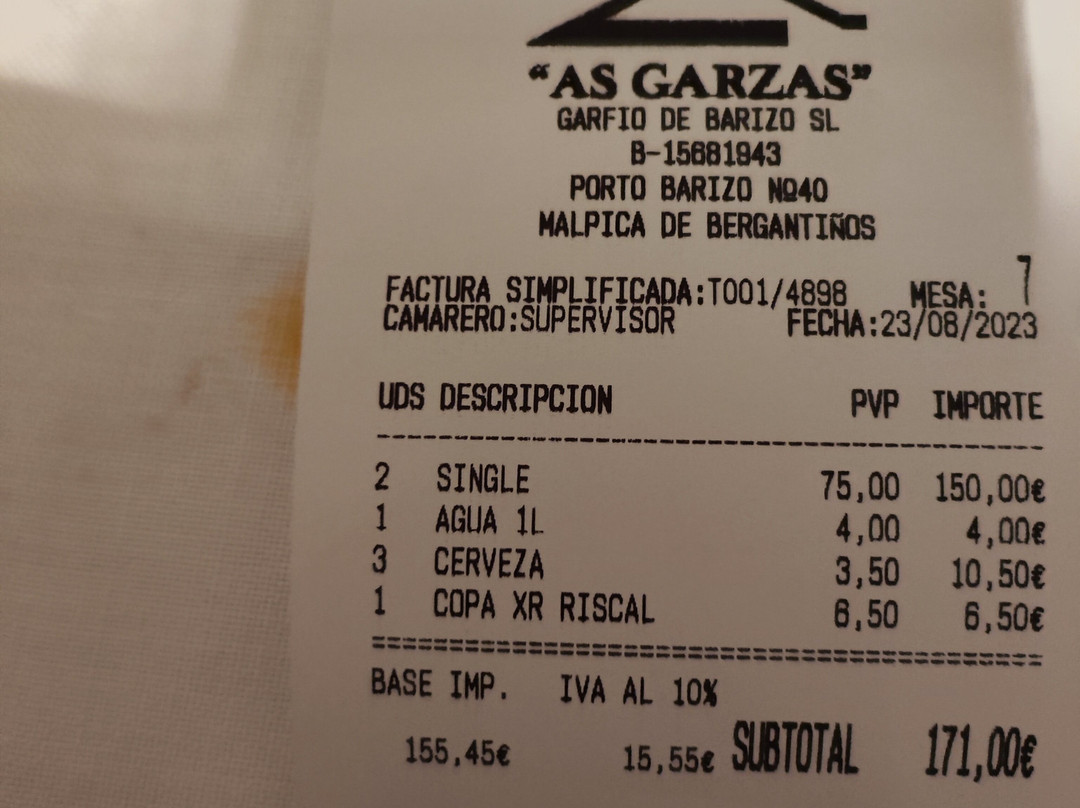 “AS GARZAS”
GARFIO DE BARIZO SL
B-15681943
PORTO BARIZO Nº40
MALPICA DE BERGANTIÑOS
FACTURA SIMPLIFICADA:T001/4898 MESA: 7
CAMARERO:SUPERVISOR FECHA:23/08/2023
UDS DESCRIPCION PVP IMPORTE
2 SINGLE 75,00 150,00€
1 AGUA 1L 4,00 4,00€
3 CERVEZA 3,50 10,50€
1 COPA XR RISCAL 6,50 6,50€
BASE IMP. IVA AL 10%
155,45€ 15,55€ SUBTOTAL 171,00€